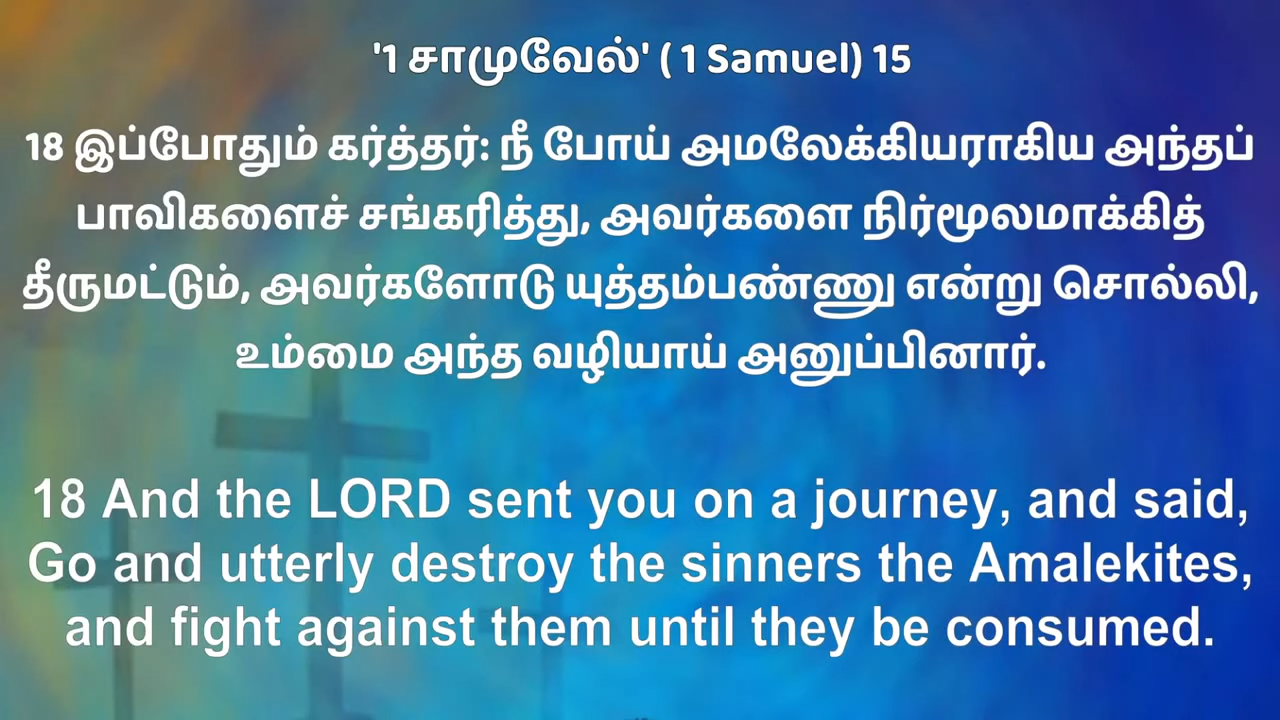 '1 சாமுவேல்' ( 1 Samuel) 15
18 இப்போதும் கர்த்தர்: நீ போய் அமலேக்கியராகிய அந்தப்
பாவிகளைச் சங்கரித்து, அவர்களை நிர்மூலமாக்கித்
தீருமட்டும், அவர்களோடு யுத்தம்பண்ணு என்று சொல்லி,
உம்மை அந்த வழியாய் அனுப்பினார்.
18 And the LORD sent you on a journey, and said,
Go and utterly destroy the sinners the Amalekites,
and fight against them until they be consumed.